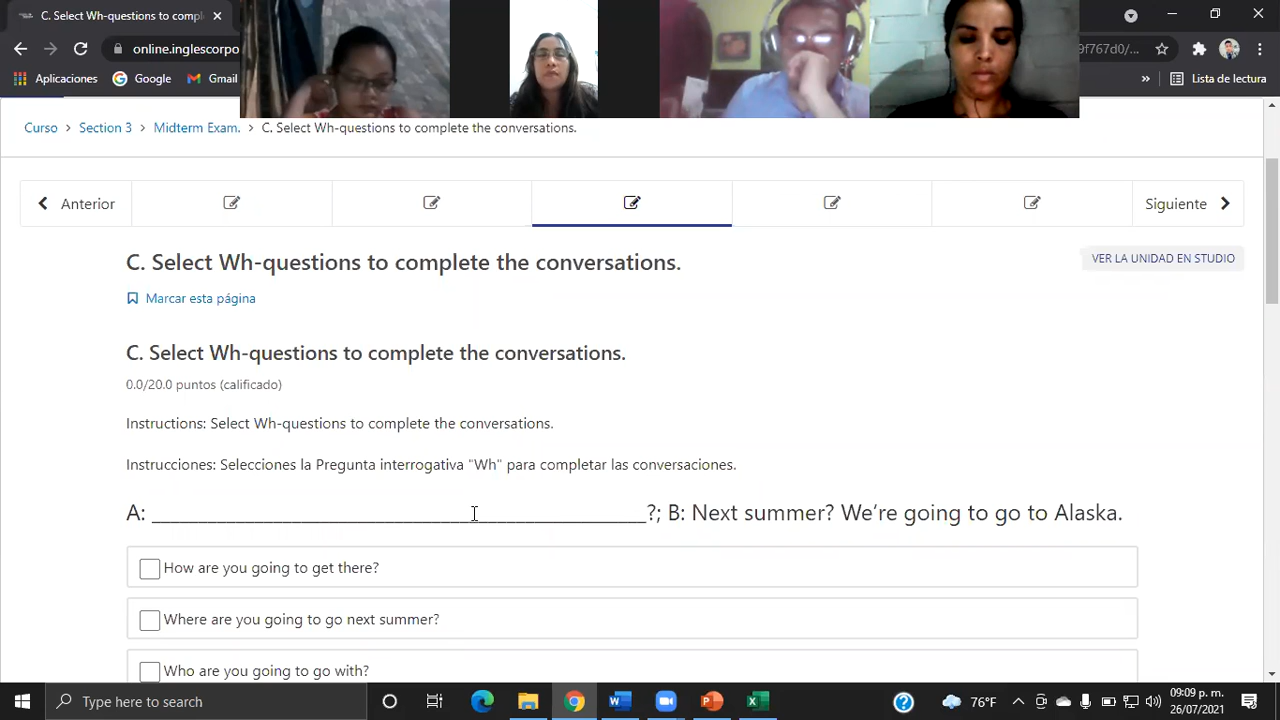 C. Select Wh-questions to compl
online.inglescorpo
9f767d0/...
Aplicaciones
Google
Gmail
»
Lista de lectura
Curso > Section 3 > Midterm Exam. > C. Select Wh-questions to complete the conversations.
Anterior
Siguiente
C. Select Wh-questions to complete the conversations.
VER LA UNIDAD EN STUDIO
Marcar esta página
C. Select Wh-questions to complete the conversations.
0.0/20.0 puntos (calificado)
Instructions: Select Wh-questions to complete the conversations.
Instrucciones: Selecciones la Pregunta interrogativa "Wh" para completar las conversaciones.
A: ______________________________________________?; B: Next summer? We're going to go to Alaska.
How are you going to get there?
Where are you going to go next summer?
Who are you going to go with?
Type here to search
76°F
09:09 p. m.
26/07/2021